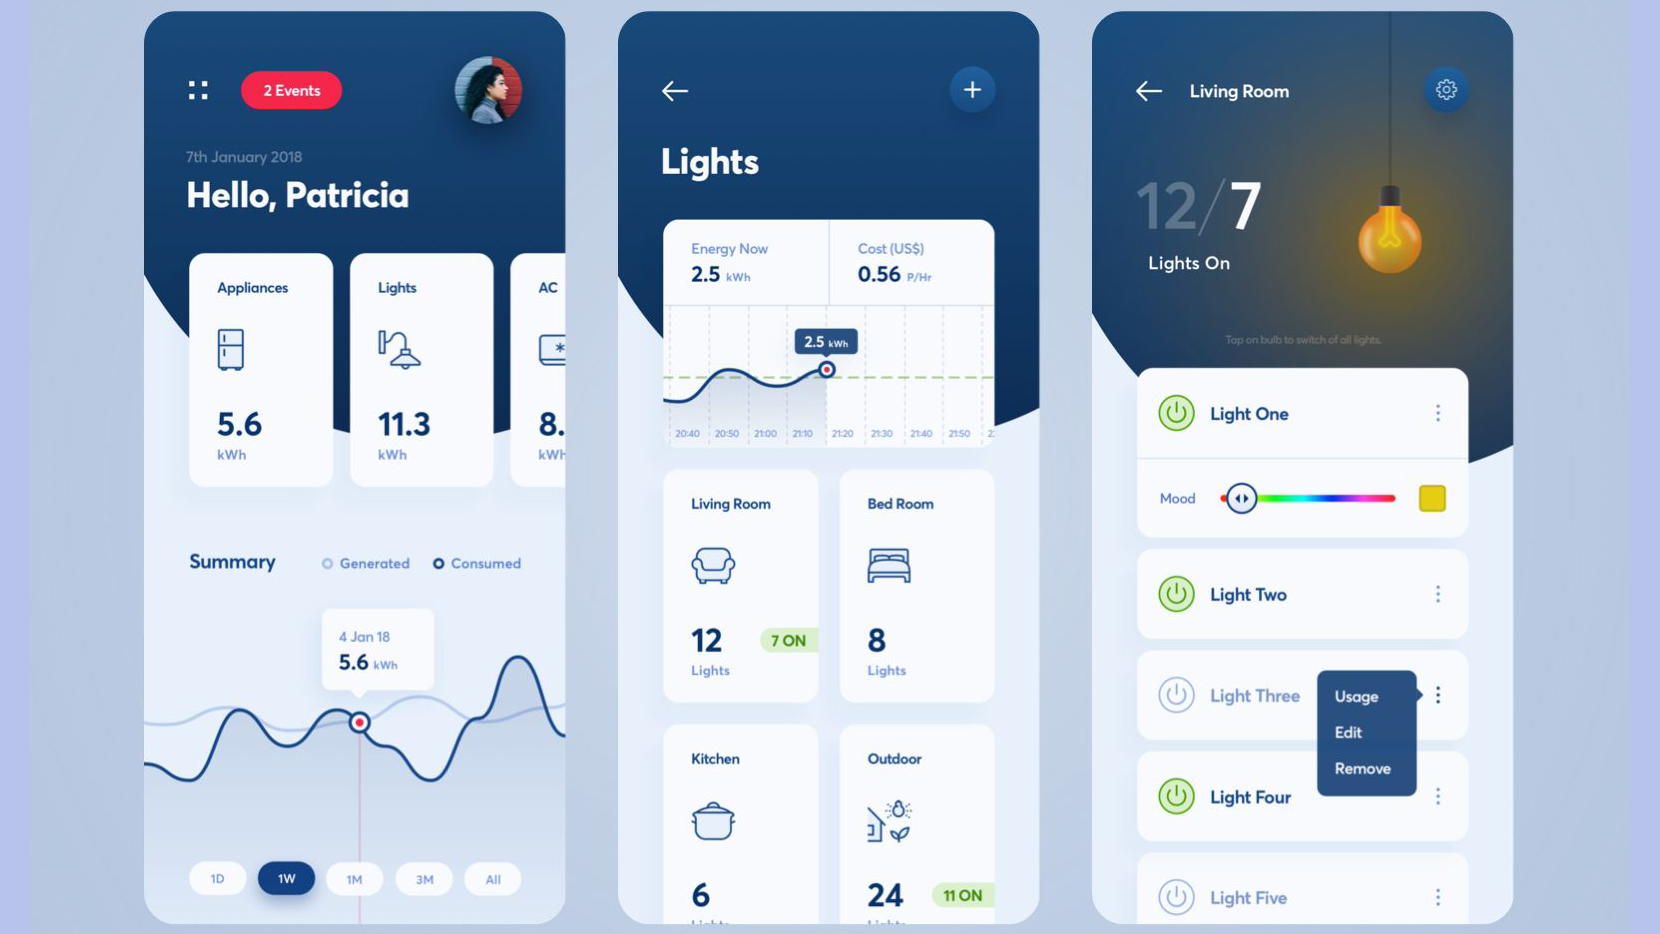 2 Events
7th January 2018
Hello, Patricia
Appliances
5.6
kWh
Lights
11.3
kWh
AC
8.
kWh
Summary
Generated
Consumed
4 Jan 18
5.6 kWh
1D
1W
1M
3M
All
Lights
Energy Now
2.5 kWh
Cost (US$)
0.56 P/Hr
2.5 kWh
20:40 20:50 21:00 21:10 21:20 21:30 21:40 21:50
Living Room
12
7 ON
Lights
Bed Room
8
Lights
Kitchen
6
Lights
Outdoor
24
11 ON
Lights
Living Room
12/7
Lights On
Tap on bulb to switch of all lights.
Light One
Mood
Light Two
Light Three
Usage
Edit
Remove
Light Four
Light Five